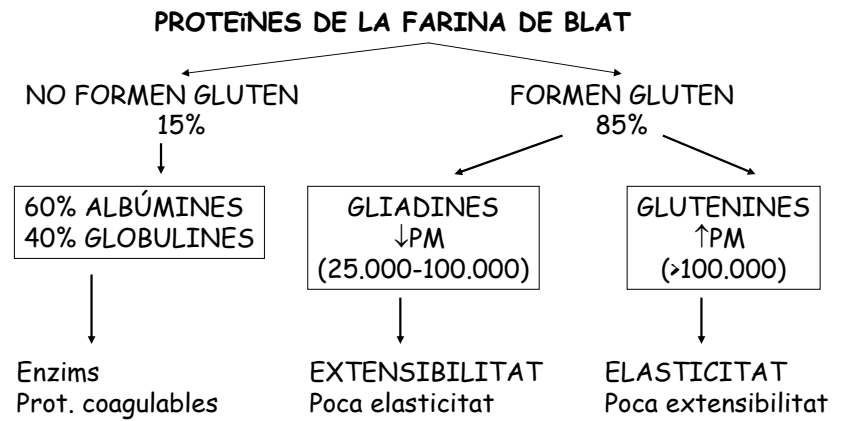 PROTEïNES DE LA FARINA DE BLAT
NO FORMEN GLUTEN
15%
FORMEN GLUTEN
85%
60% ALBÚMINES
40% GLOBULINES
GLIADINES
↓PM
(25.000-100.000)
GLUTENINES
↑PM
(>100.000)
Enzims
Prot. coagulables
EXTENSIBILITAT
Poca elasticitat
ELASTICITAT
Poca extensibilitat